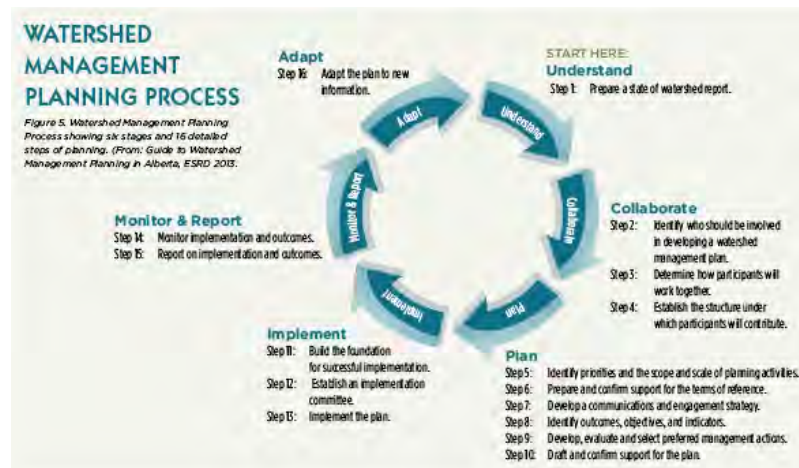 WATERSHED
MANAGEMENT
PLANNING PROCESS
Figure 5. Watershed Management Planning
Process showing six stages and 16 detailed
steps of planning. (From: Guide to Watershed
Management Planning in Alberta, ESRD 2013.
START HERE:
Understand
Step 1: Prepare a state of watershed report.
Collaborate
Step 2: Identify who should be involved
in developing a watershed
management plan.
Step 3: Determine how participants will
work together.
Step 4: Establish the structure under
which participants will contribute.
Plan
Step 5: Identify priorities and the scope and scale of planning activities.
Step 6: Prepare and confirm support for the terms of reference.
Step 7: Develop a communications and engagement strategy.
Step 8: Identify outcomes, objectives, and indicators.
Step 9: Develop, evaluate and select preferred management actions.
Step 10: Draft and confirm support for the plan.
Implement
Step 11: Build the foundation
for successful implementation.
Step 12: Establish an implementation
committee.
Step 13: Implement the plan.
Monitor & Report
Step 14: Monitor implementation and outcomes.
Step 15: Report on implementation and outcomes.
Adapt
Step 16: Adapt the plan to new
information.
Understand
Collaborate
Plan
Implement
Monitor & Report
Adapt